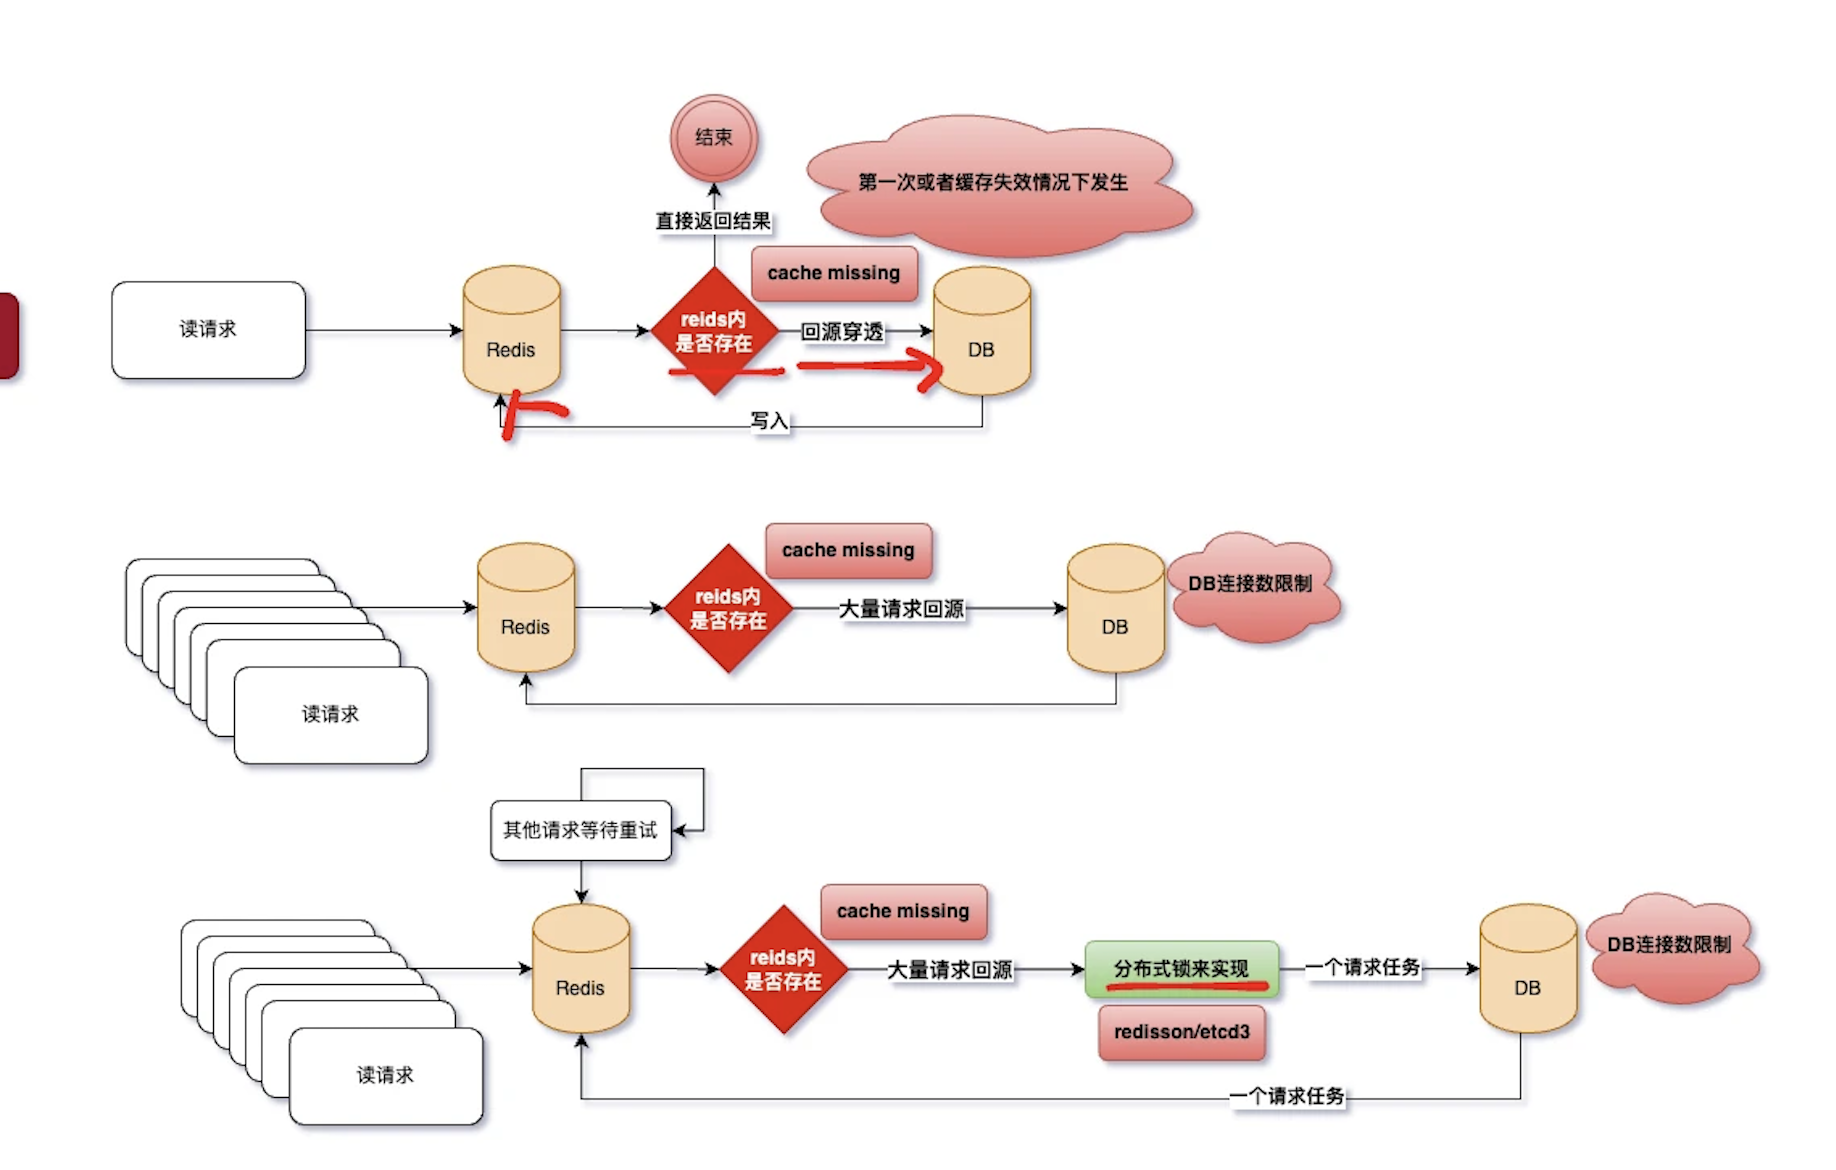 结束
第一次或者缓存失效情况下发生
直接返回结果
cache missing
读请求
Redis
reids内
是否存在
回源穿透
DB
写入
cache missing
DB连接数限制
reids内
是否存在
大量请求回源
Redis
DB
读请求
其他请求等待重试
cache missing
DB连接数限制
reids内
是否存在
大量请求回源
分布式锁来实现
一个请求任务
Redis
DB
redisson/etcd3
读请求
一个请求任务